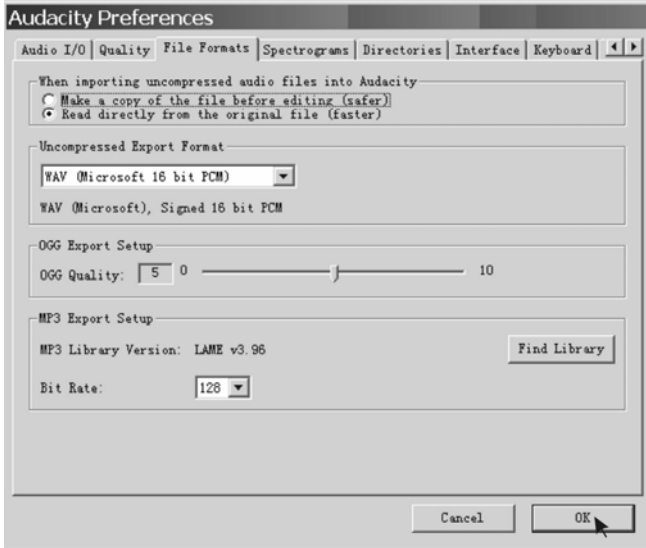 Audacity Preferences
Audio I/O Quality File Formats Spectrograms Directories Interface Keyboard
When importing uncompressed audio files into Audacity
Make a copy of the file before editing (safer)
Read directly from the original file (faster)
Uncompressed Export Format
WAV (Microsoft 16 bit PCM)
WAV (Microsoft), Signed 16 bit PCM
OGG Export Setup
OGG Quality: 5 0 10
MP3 Export Setup
MP3 Library Version: LAME v3.96 Find Library
Bit Rate: 128
Cancel OK